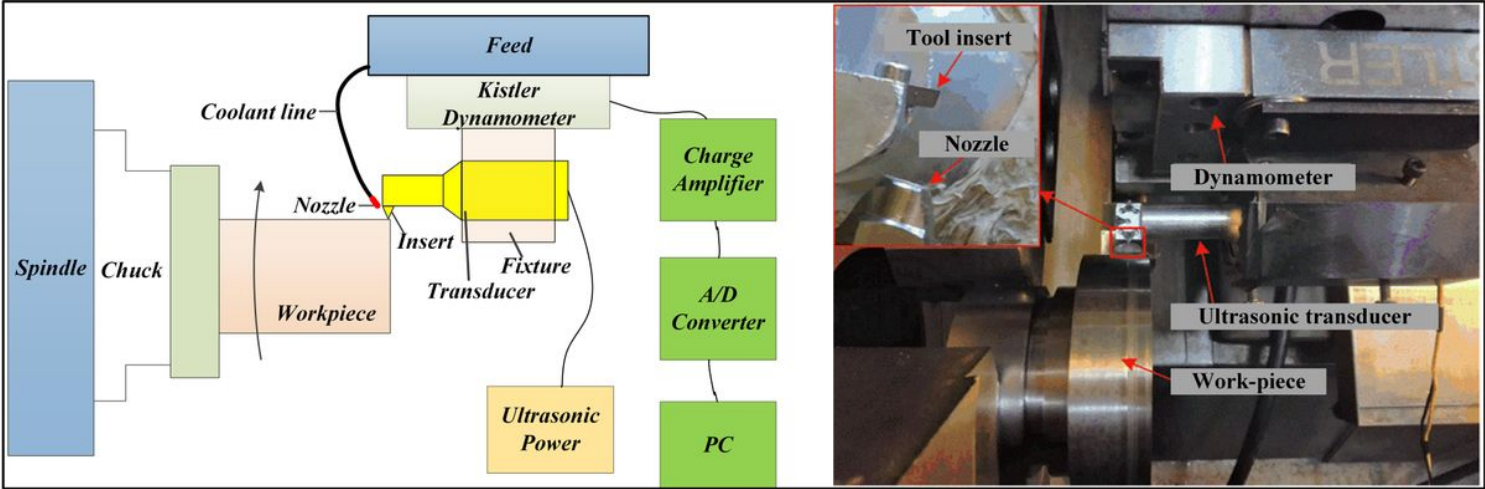 Feed
Kistler
Dynamometer
Coolant line
Charge
Amplifier
Nozzle
Insert
Spindle
Chuck
Fixture
Transducer
Workpiece
A/D
Converter
Ultrasonic
Power
PC
Tool insert
Nozzle
TLER
Dynamometer
Ultrasonic transducer
Work-piece